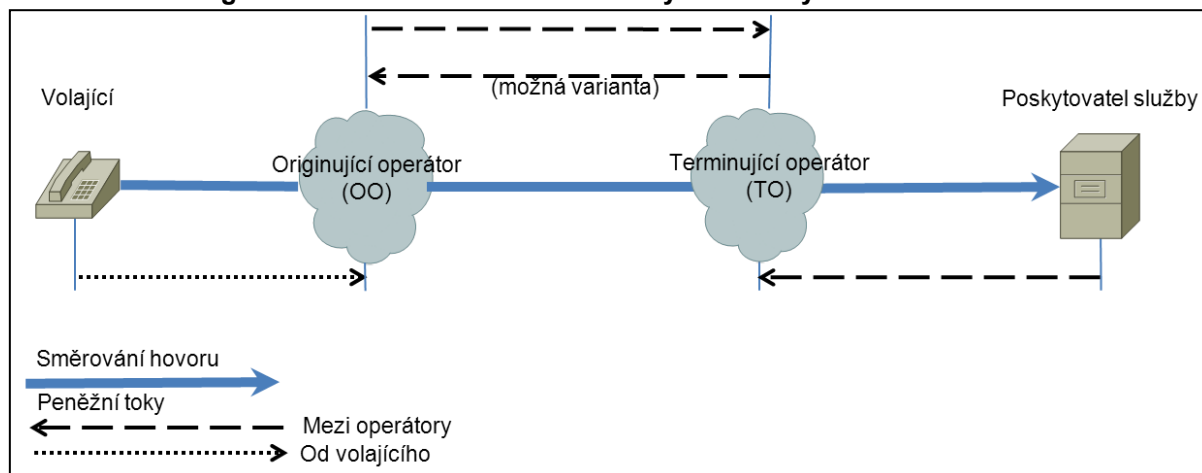 (možná varianta)
Volající
Poskytovatel služby
Originující operátor
(OO)
Terminující operátor
(TO)
Směrování hovoru
Peněžní toky
Mezi operátory
Od volajícího